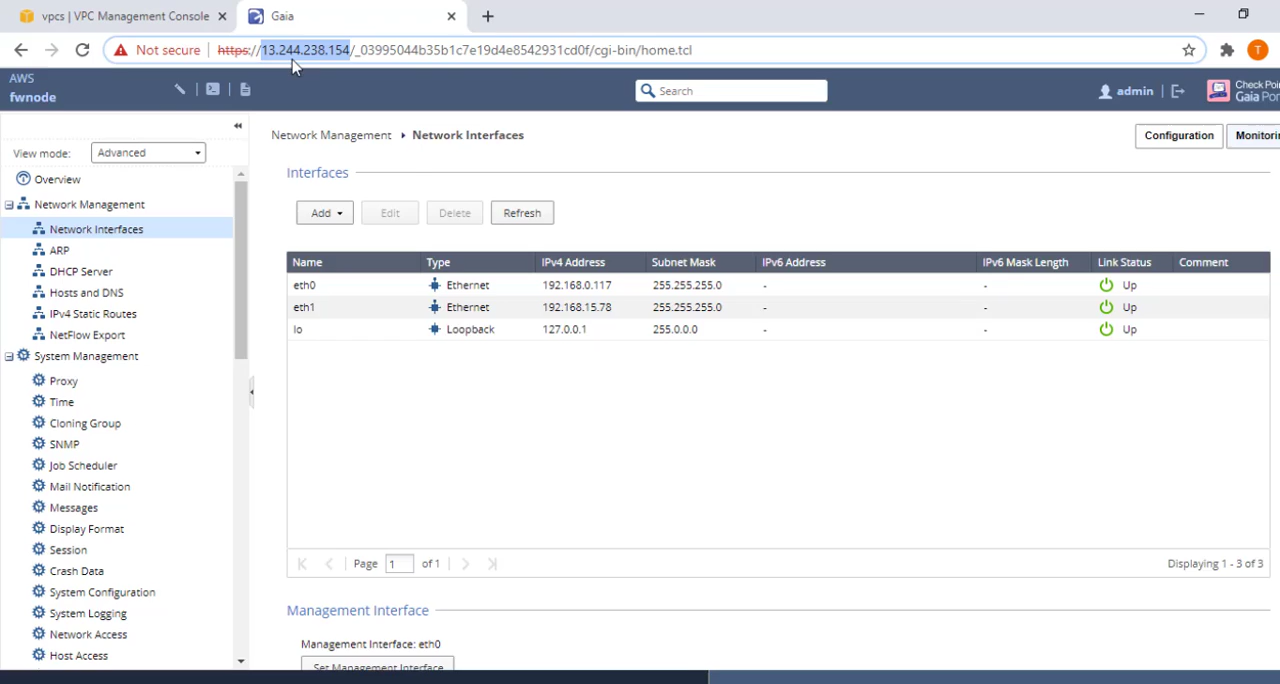 vpcs | VPC Management Console
Gaia
Not secure
https://13.244.238.154/_03995044b35b1c7e19d4e8542931cd0f/cgi-bin/home.tcl
T
AWS
fwnode
Search
admin
Check Poi
Gaia Por
View mode: Advanced
Overview
Network Management
Network Interfaces
ARP
DHCP Server
Hosts and DNS
IPv4 Static Routes
NetFlow Export
System Management
Proxy
Time
Cloning Group
SNMP
Job Scheduler
Mail Notification
Messages
Display Format
Session
Crash Data
System Configuration
System Logging
Network Access
Host Access
Network Management Network Interfaces
Configuration Monitorin
Interfaces
Add Edit Delete Refresh
Name Type IPv4 Address Subnet Mask IPv6 Address IPv6 Mask Length Link Status Comment
eth0 Ethernet 192.168.0.117 255.255.255.0 - - Up
eth1 Ethernet 192.168.15.78 255.255.255.0 - - Up
lo Loopback 127.0.0.1 255.0.0.0 - - Up
Page 1 of 1 Displaying 1 - 3 of 3
Management Interface
Management Interface: eth0
Set Management Interface